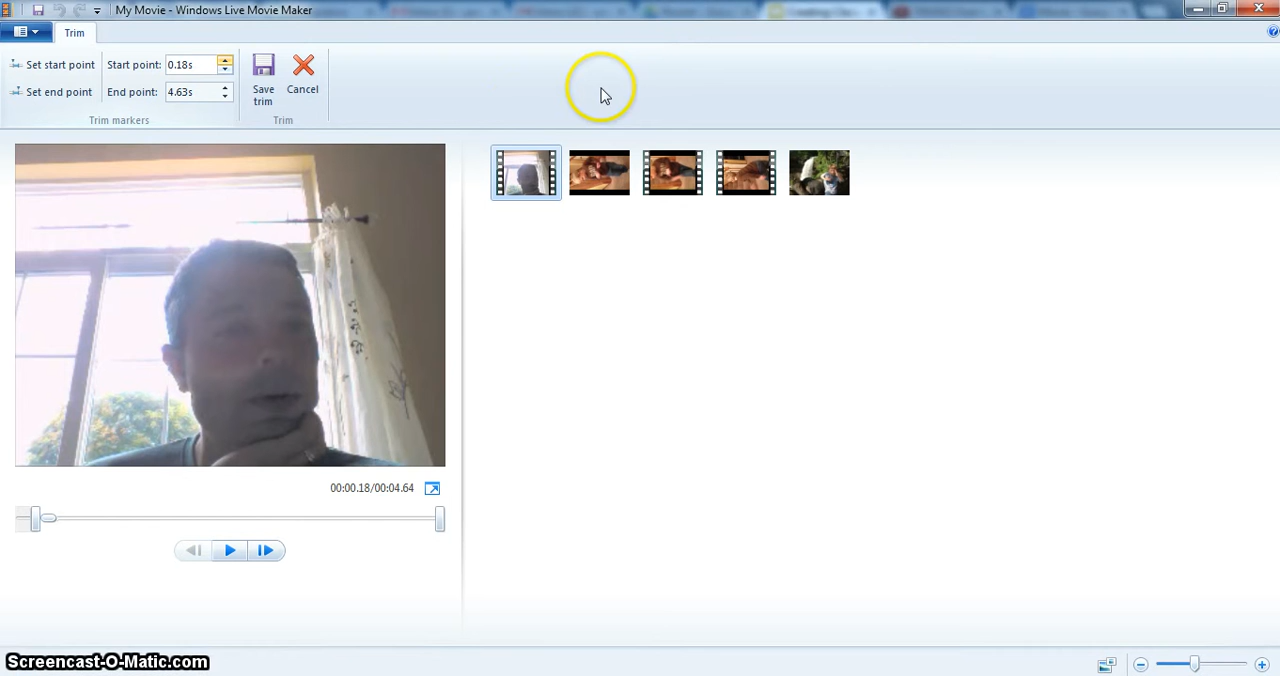 My Movie - Windows Live Movie Maker
Trim
Set start point
Start point: 0.18s
Set end point
End point: 4.63s
Save trim
Cancel
Trim markers
Trim
00:00.18/00:04.64
Screencast-O-Matic.com